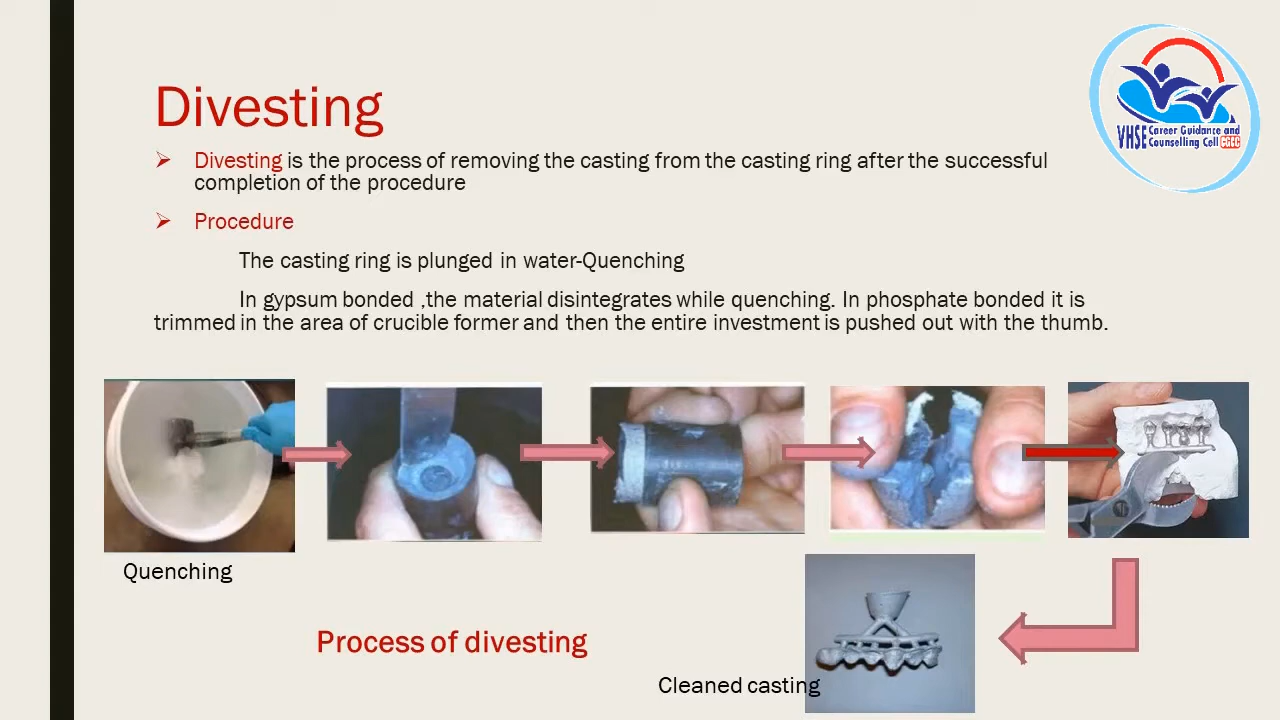 Divesting
VHSE Career Guidance and
Counselling Cell CGCC
Divesting is the process of removing the casting from the casting ring after the successful
completion of the procedure
Procedure
The casting ring is plunged in water-Quenching
In gypsum bonded ,the material disintegrates while quenching. In phosphate bonded it is
trimmed in the area of crucible former and then the entire investment is pushed out with the thumb.
Quenching
Process of divesting
Cleaned casting